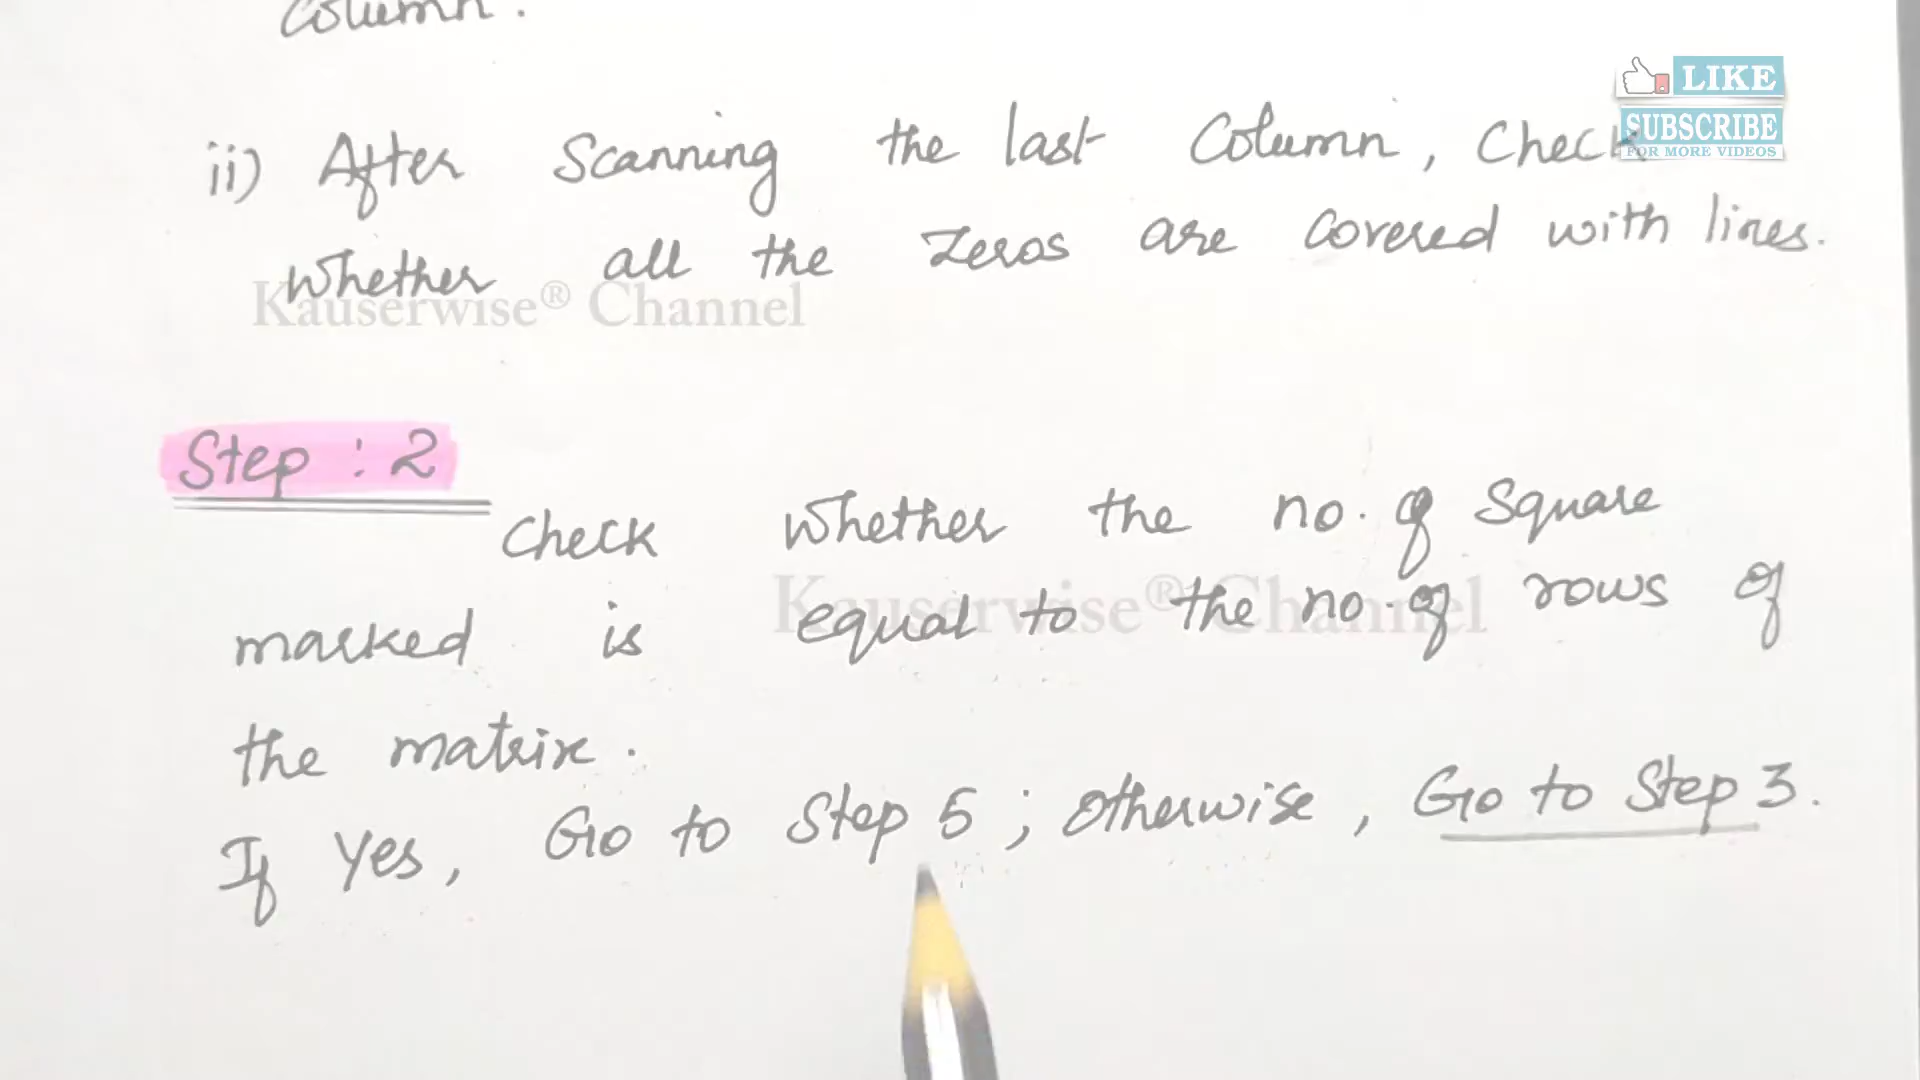 Column.
LIKE
SUBSCRIBE
FOR MORE VIDEOS
ii) After Scanning the last Column, Check
Whether all the Zeros are Covered with lines.
Kauserwise® Channel
Step : 2
Check Whether the no. of Square
marked is equal to the no. of rows of
Kauserwise® Channel
the matrix.
If Yes, Go to Step 5 ; Otherwise, Go to Step 3.